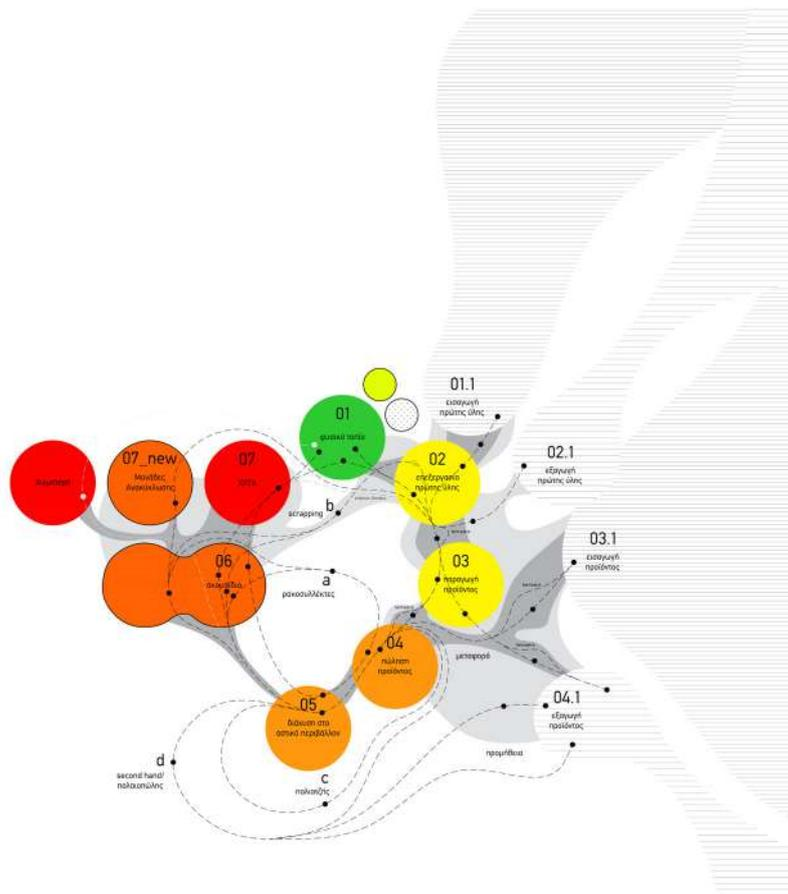 01
φυσικό τοπίο
01.1
εισαγωγή
πρώτης ύλης
02
επεξεργασία
πρώτης ύλης
02.1
εξαγωγή
πρώτης ύλης
03
παραγωγή
προϊόντος
03.1
εισαγωγή
προϊόντος
04
πώληση
προϊόντος
μεταφορά
04.1
εξαγωγή
προϊόντος
προμήθεια
05
διάχυση στο
αστικό περιβάλλον
06
07
07_new
Μονάδες
Ανακύκλωσης
a
ρακοσυλλέκτες
b
scrapping
c
παλιατζής
d
second hand/
παλαιοπώλης